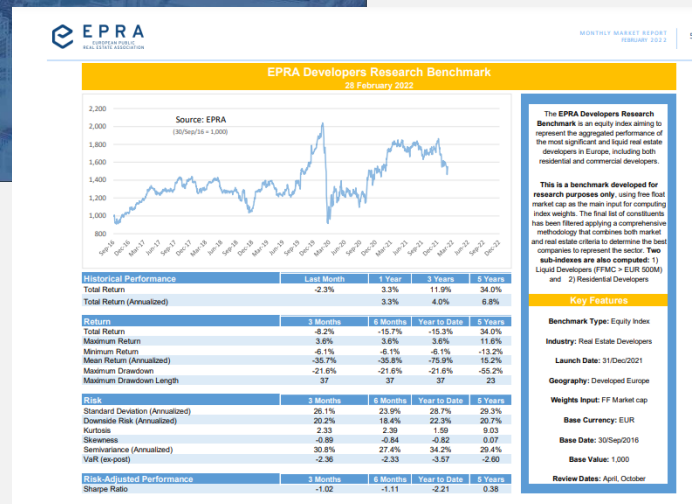 EPRA
EUROPEAN PUBLIC
REAL ESTATE ASSOCIATION
MONTHLY MARKET REPORT
FEBRUARY 2022
EPRA Developers Research Benchmark
28 February 2022
Source: EPRA
(30/Sep/16 = 1,000)
2,200
2,000
1,800
1,600
1,400
1,200
1,000
800
Sep-16 Dec-16 Mar-17 Jun-17 Sep-17 Dec-17 Mar-18 Jun-18 Sep-18 Dec-18 Mar-19 Jun-19 Sep-19 Dec-19 Mar-20 Jun-20 Sep-20 Dec-20 Mar-21 Jun-21 Sep-21 Dec-21 Mar-22 Jun-22 Sep-22 Dec-22
Historical Performance Last Month 1 Year 3 Years 5 Years
Total Return -2.3% 3.3% 11.9% 34.0%
Total Return (Annualized) 3.3% 4.0% 6.8%
Return 3 Months 6 Months Year to Date 5 Years
Total Return -8.2% -15.7% -15.3% 34.0%
Maximum Return 3.6% 3.6% 3.6% 11.6%
Minimum Return -6.1% -6.1% -6.1% -13.2%
Mean Return (Annualized) -35.7% -35.8% -75.9% 15.2%
Maximum Drawdown -21.6% -21.6% -21.6% -55.2%
Maximum Drawdown Length 37 37 37 23
Risk 3 Months 6 Months Year to Date 5 Years
Standard Deviation (Annualized) 26.1% 23.9% 28.7% 29.3%
Downside Risk (Annualized) 20.2% 18.4% 22.3% 20.7%
Kurtosis 2.33 2.39 1.59 9.03
Skewness -0.89 -0.84 -0.82 0.07
Semivariance (Annualized) 30.8% 27.4% 34.2% 29.4%
VaR (ex-post) -2.36 -2.33 -3.57 -2.60
Risk-Adjusted Performance 3 Months 6 Months Year to Date 5 Years
Sharpe Ratio -1.02 -1.11 -2.21 0.38
The EPRA Developers Research
Benchmark is an equity index aiming to
represent the aggregated performance of
the most significant and liquid real estate
developers in Europe, including both
residential and commercial developers.
This is a benchmark developed for
research purposes only, using free float
market cap as the main input for computing
index weights. The final list of constituents
has been filtered applying a comprehensive
methodology that combines both market
and real estate criteria to determine the best
companies to represent the sector. Two
sub-indexes are also computed: 1)
Liquid Developers (FFMC > EUR 500M)
and 2) Residential Developers
Key Features
Benchmark Type: Equity Index
Industry: Real Estate Developers
Launch Date: 31/Dec/2021
Geography: Developed Europe
Weights Input: FF Market cap
Base Currency: EUR
Base Date: 30/Sep/2016
Base Value: 1,000
Review Dates: April, October